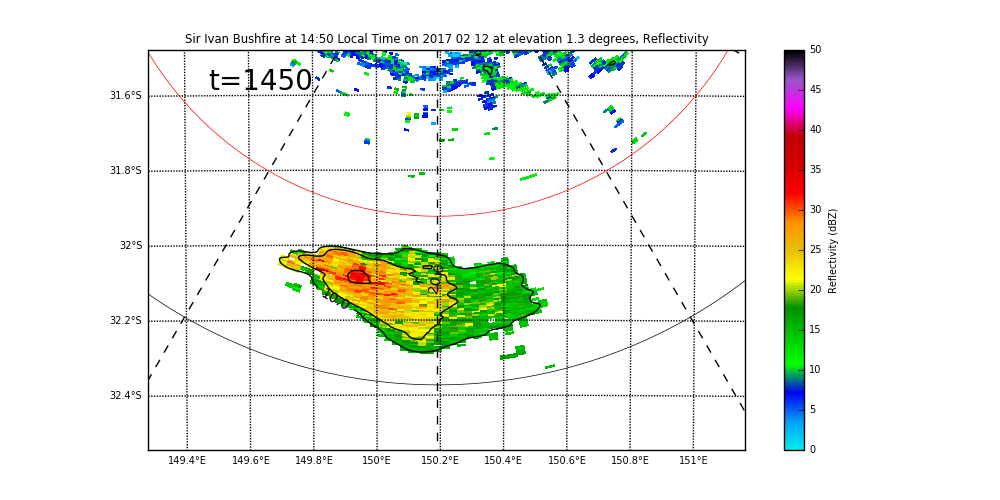 Sir Ivan Bushfire at 14:50 Local Time on 2017 02 12 at elevation 1.3 degrees, Reflectivity
t=1450
31.6°S
31.8°S
32°S
32.2°S
32.4°S
149.4°E 149.6°E 149.8°E 150°E 150.2°E 150.4°E 150.6°E 150.8°E 151°E
50
45
40
35
30
25
20
15
10
5
0
Reflectivity (dBZ)